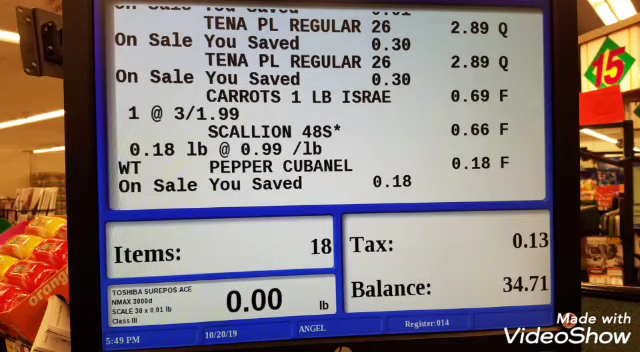 TENA PL REGULAR 26 2.89 Q
On Sale You Saved 0.30
TENA PL REGULAR 26 2.89 Q
On Sale You Saved 0.30
CARROTS 1 LB ISRAE 0.69 F
1 @ 3/1.99
SCALLION 48S* 0.66 F
0.18 lb @ 0.99 /lb
WT PEPPER CUBANEL 0.18 F
On Sale You Saved 0.18
Items: 18
Tax: 0.13
Balance: 34.71
TOSHIBA SUREPOS ACE
NMAX 3000d
SCALE 30 x 0.01 lb
Class III
0.00 lb
5:49 PM 10/20/19 ANGEL Register:014
15
orang
Made with
VideoShow